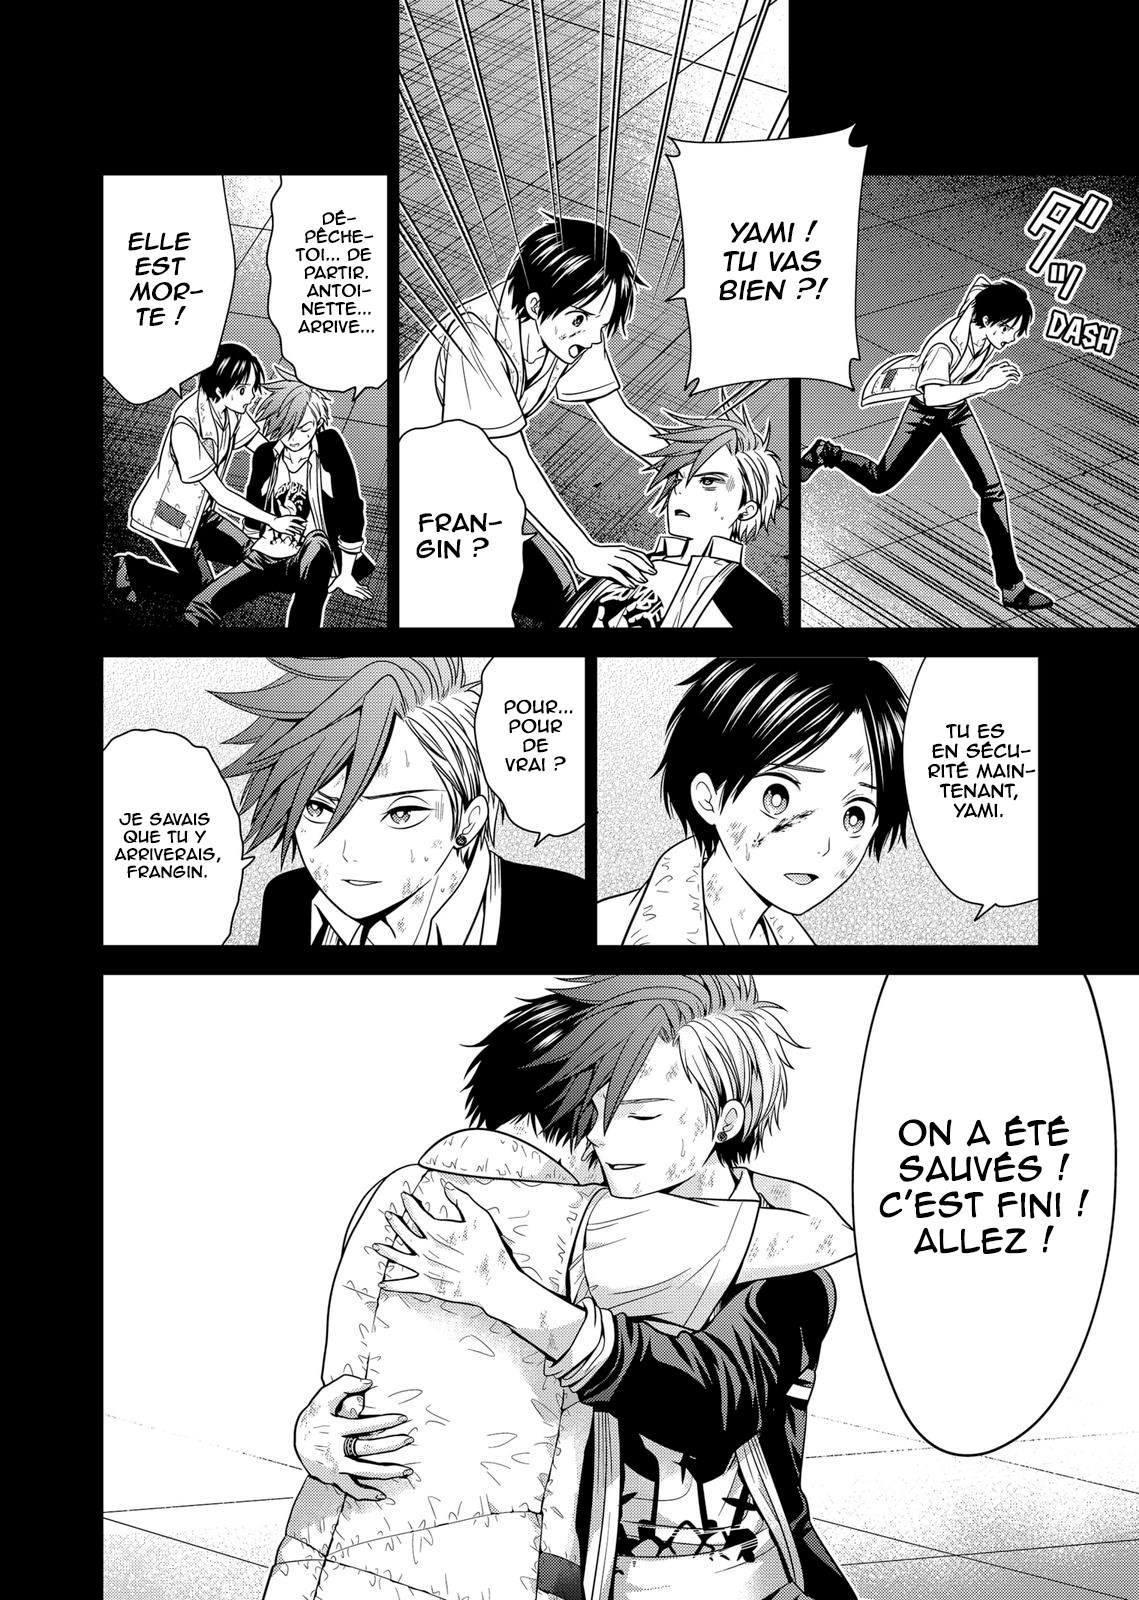 ダダッ
DASH
YAMI !
TU VAS
BIEN ?!
FRAN-
GIN ?
DÉ-
PÊCHE-
TOI... DE
PARTIR.
ANTOI-
NETTE...
ARRIVE...
ELLE
EST
MOR-
TE !
TU ES
EN SÉCU-
RITÉ MAIN-
TENANT,
YAMI.
POUR...
POUR
DE
VRAI ?
JE SAVAIS
QUE TU Y
ARRIVERAIS,
FRANGIN.
ON A ÉTÉ
SAUVÉS !
C'EST FINI !
ALLEZ !